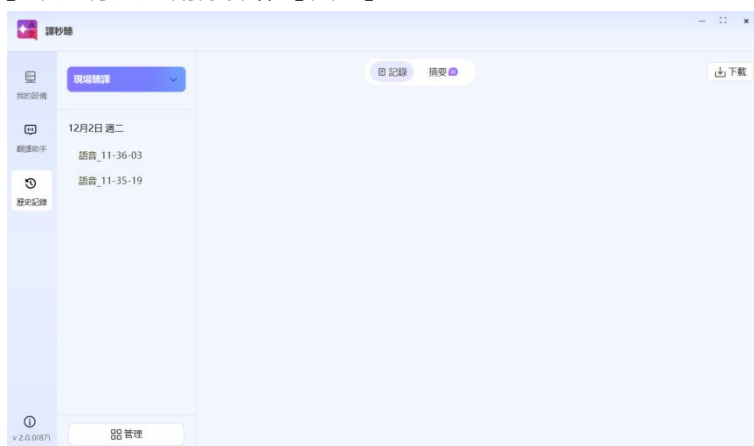 譯秒聽
我的設備
翻譯助手
歷史記錄
v 2.0.0(87)
現場聽譯
12月2日 週二
語音_11-36-03
語音_11-35-19
管理
記錄
摘要
下載